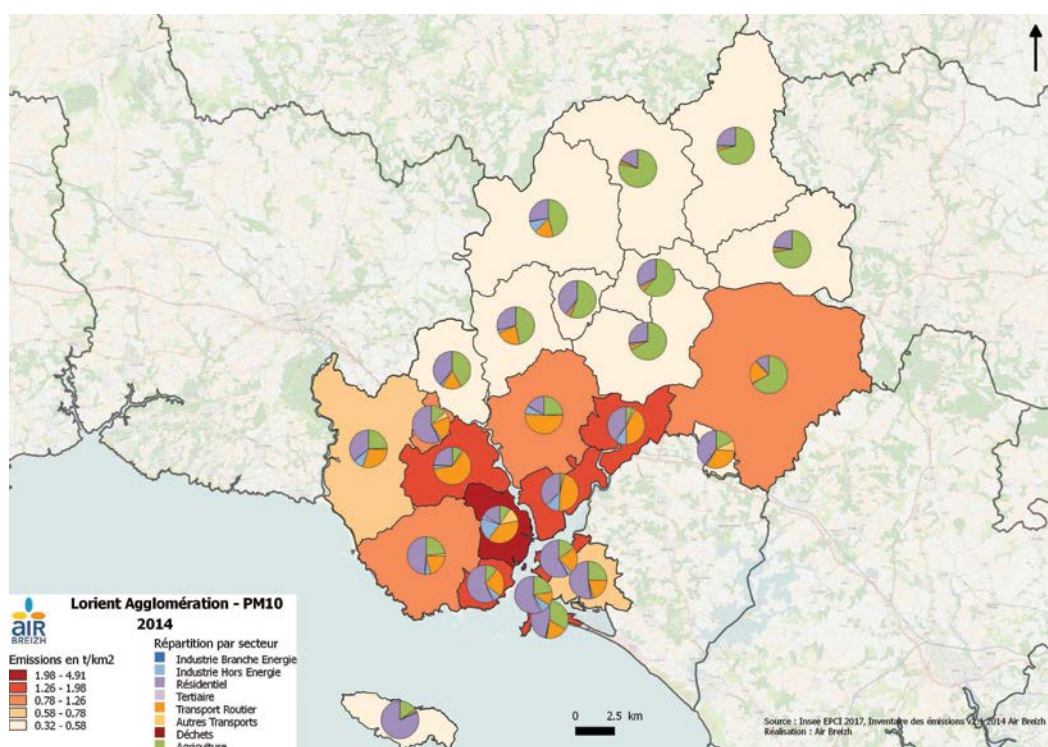 aiR
BREIZH
Lorient Agglomération - PM10
2014
Répartition par secteur
Industrie Branche Energie
Industrie Hors Energie
Résidentiel
Tertiaire
Transport Routier
Autres Transports
Déchets
Agriculture
Emissions en t/km2
1.98 - 4.91
1.26 - 1.98
0.78 - 1.26
0.58 - 0.78
0.32 - 0.58
0 2.5 km
Source : Insee EPCI 2017, Inventaire des émissions 2014 Air Breizh
Réalisation : Air Breizh